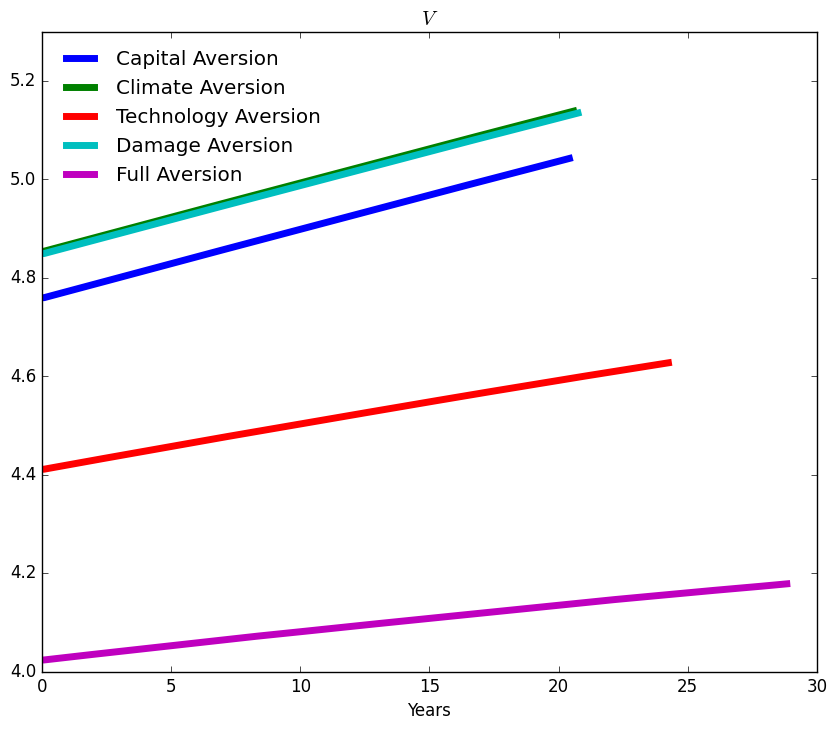 V
5.2
5.0
4.8
4.6
4.4
4.2
4.0
Capital Aversion
Climate Aversion
Technology Aversion
Damage Aversion
Full Aversion
0 5 10 15 20 25 30
Years